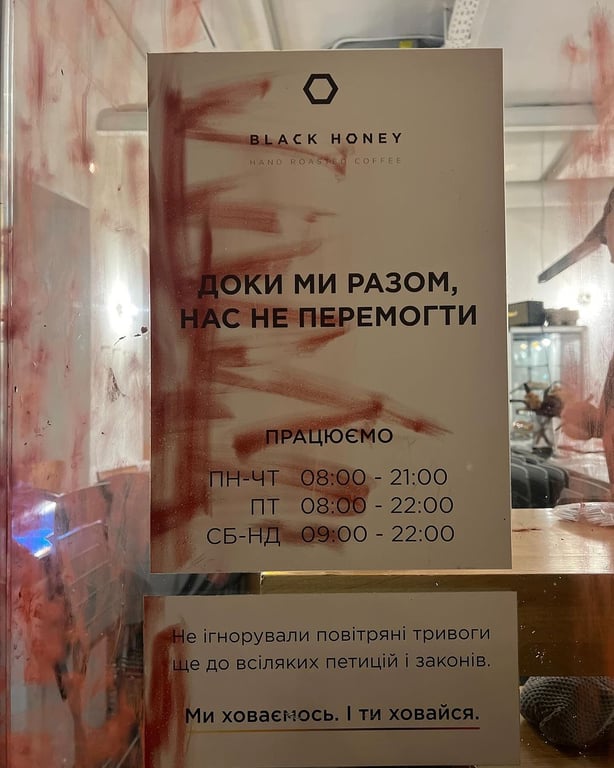 BLACK HONEY
HAND ROASTED COFFEE
ДОКИ МИ РАЗОМ,
НАС НЕ ПЕРЕМОГТИ
ПРАЦЮЄМО
ПН-ЧТ 08:00 - 21:00
ПТ 08:00 - 22:00
СБ-НД 09:00 - 22:00
Не ігнорували повітряні тривоги
ще до всіляких петицій і законів.
Ми ховаємось. І ти ховайся.